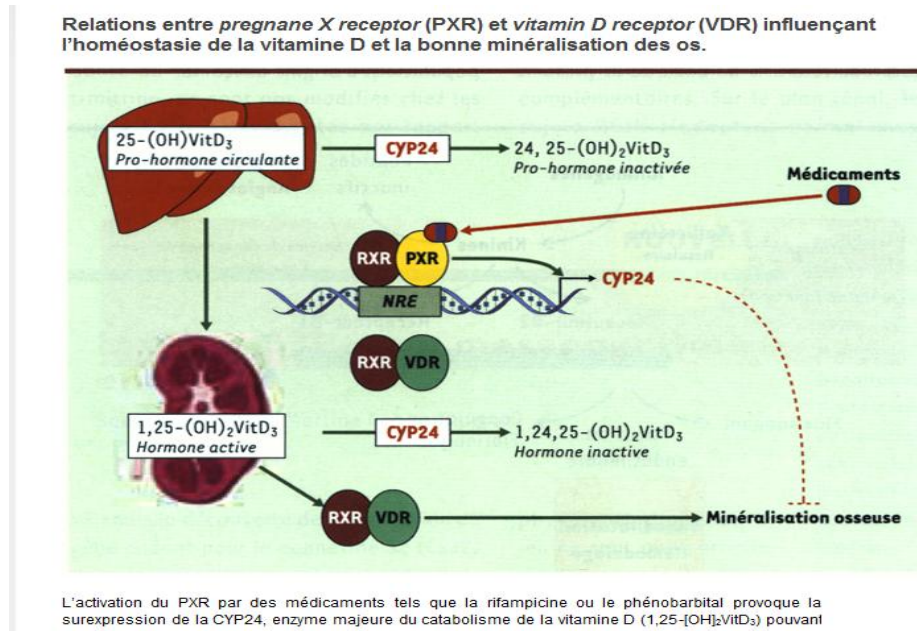 Relations entre pregnane X receptor (PXR) et vitamin D receptor (VDR) influençant
l'homéostasie de la vitamine D et la bonne minéralisation des os.
25-(OH)VitD₃
Pro-hormone circulante
CYP24
24, 25-(OH)₂VitD₃
Pro-hormone inactivée
Médicaments
RXR PXR
CYP24
NRE
RXR VDR
1,25-(OH)₂VitD₃
Hormone active
CYP24
1,24,25-(OH)₂VitD₃
Hormone inactive
RXR VDR
Minéralisation osseuse
L'activation du PXR par des médicaments tels que la rifampicine ou le phénobarbital provoque la
surexpression de la CYP24, enzyme majeure du catabolisme de la vitamine D (1,25-[OH]₂VitD₃) pouvant